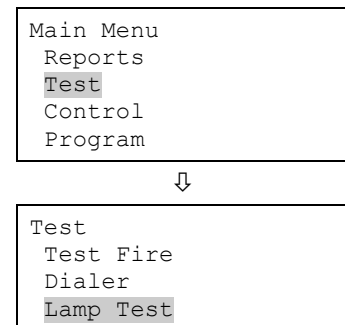 Main Menu
Reports
Test
Control
Program
⇩
Test
Test Fire
Dialer
Lamp Test